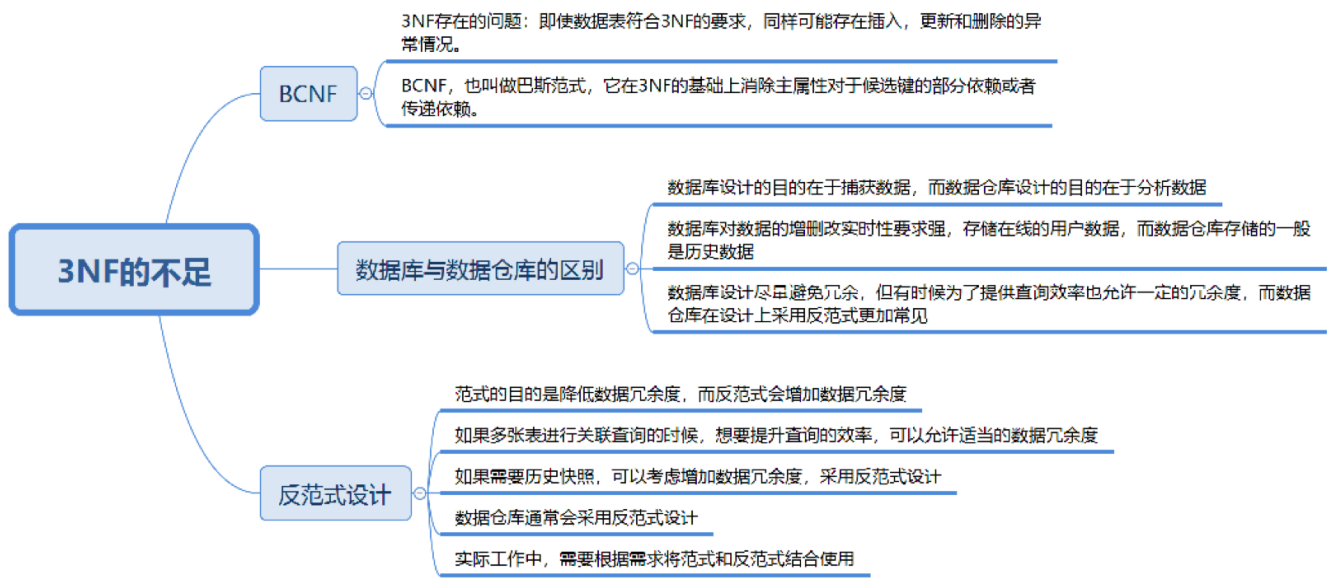 3NF存在的问题：即使数据表符合3NF的要求，同样可能存在插入，更新和删除的异
常情况。
BCNF
BCNF，也叫做巴斯范式，它在3NF的基础上消除主属性对于候选键的部分依赖或者
传递依赖。
数据库设计的目的在于捕获数据，而数据仓库设计的目的在于分析数据
数据库对数据的增删改实时性要求强，存储在线的用户数据，而数据仓库存储的一般
是历史数据
3NF的不足
数据库与数据仓库的区别
数据库设计尽量避免冗余，但有时候为了提供查询效率也允许一定的冗余度，而数据
仓库在设计上采用反范式更加常见
范式的目的是降低数据冗余度，而反范式会增加数据冗余度
如果多张表进行关联查询的时候，想要提升查询的效率，可以允许适当的数据冗余度
如果需要历史快照，可以考虑增加数据冗余度，采用反范式设计
反范式设计
数据仓库通常会采用反范式设计
实际工作中，需要根据需求将范式和反范式结合使用